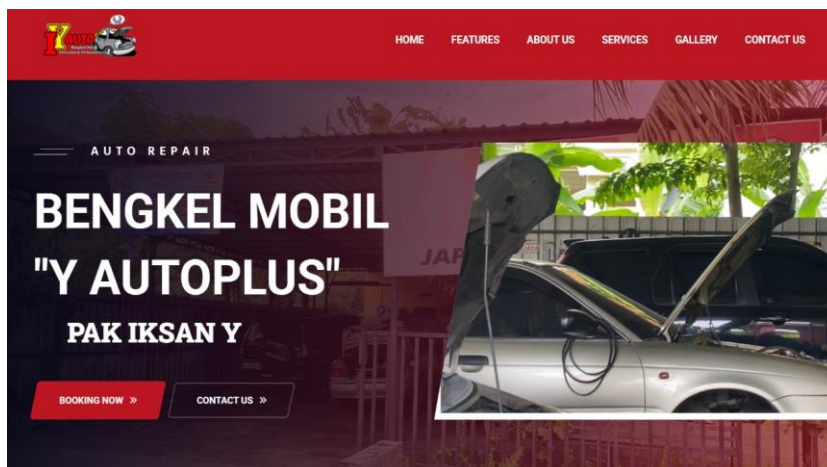 Y AUTO
HOME FEATURES ABOUT US SERVICES GALLERY CONTACT US
AUTO REPAIR
BENGKEL MOBIL
"Y AUTOPLUS"
PAK IKSAN Y
BOOKING NOW »
CONTACT US »